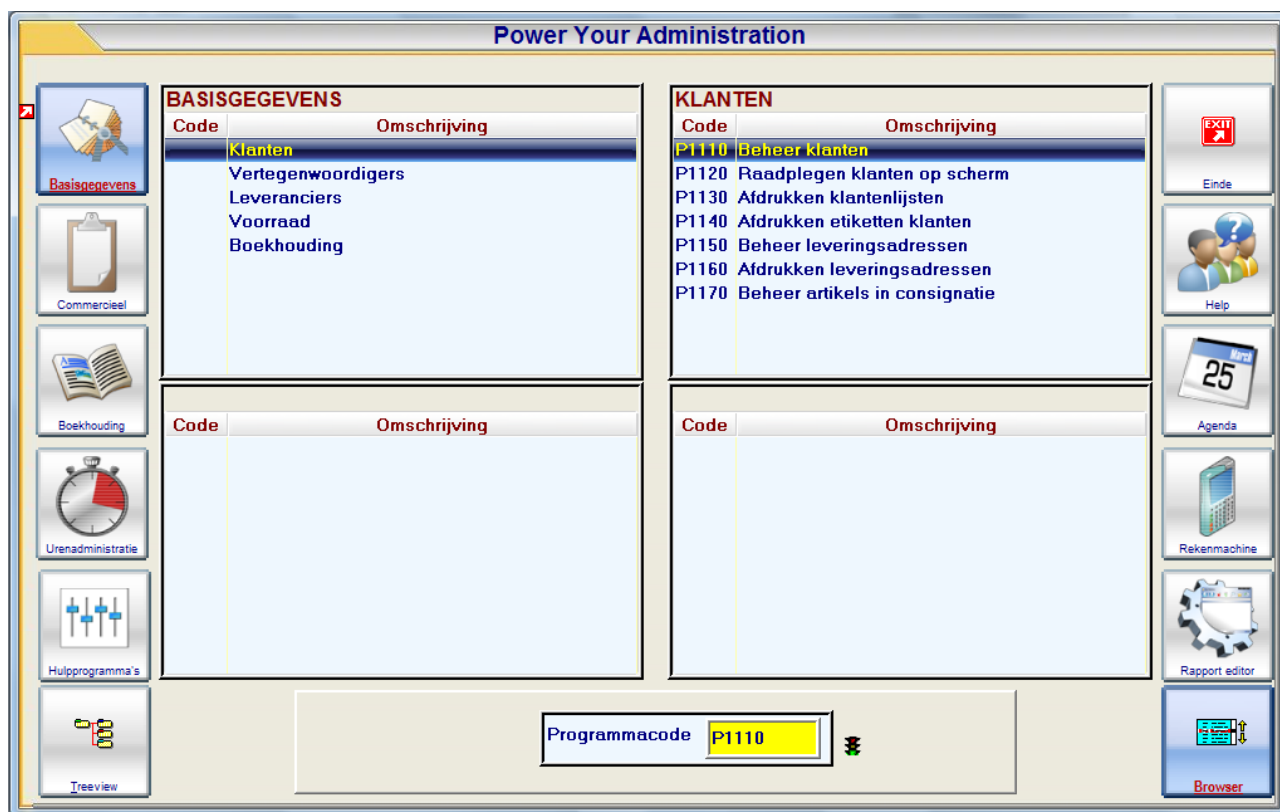 Power Your Administration
Basisgegevens
Commercieel
Boekhouding
Urenadministratie
Hulpprogramma's
Treeview
BASISGEGEVENS
Code Omschrijving
Klanten
Vertegenwoordigers
Leveranciers
Voorraad
Boekhouding
KLANTEN
Code Omschrijving
P1110 Beheer klanten
P1120 Raadplegen klanten op scherm
P1130 Afdrukken klantenlijsten
P1140 Afdrukken etiketten klanten
P1150 Beheer leveringsadressen
P1160 Afdrukken leveringsadressen
P1170 Beheer artikels in consignatie
Code Omschrijving
Code Omschrijving
Programmacode P1110
EXIT
Einde
Help
March
25
Agenda
Rekenmachine
Rapport editor
Browser